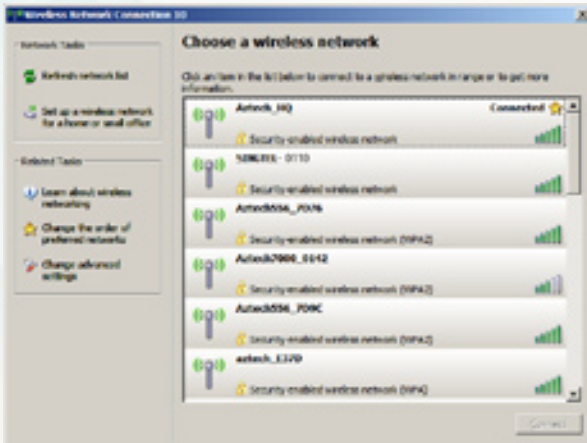 Wireless Network Connection 10
Network Tasks
Refresh network list
Set up a wireless network
for a home or small office
Related Tasks
Learn about wireless
networking
Change the order of
preferred networks
Change advanced
settings
Choose a wireless network
Click an item in the list below to connect to a wireless network in range or to get more
information.
Aztech_HQ
Connected
Security-enabled wireless network
SINGTEL-0110
Security-enabled wireless network
Security-enabled wireless network (WPA2)
Security-enabled wireless network (WPA2)
Security-enabled wireless network (WPA2)
aztech_E37D
Security-enabled wireless network (WPA)
Connect